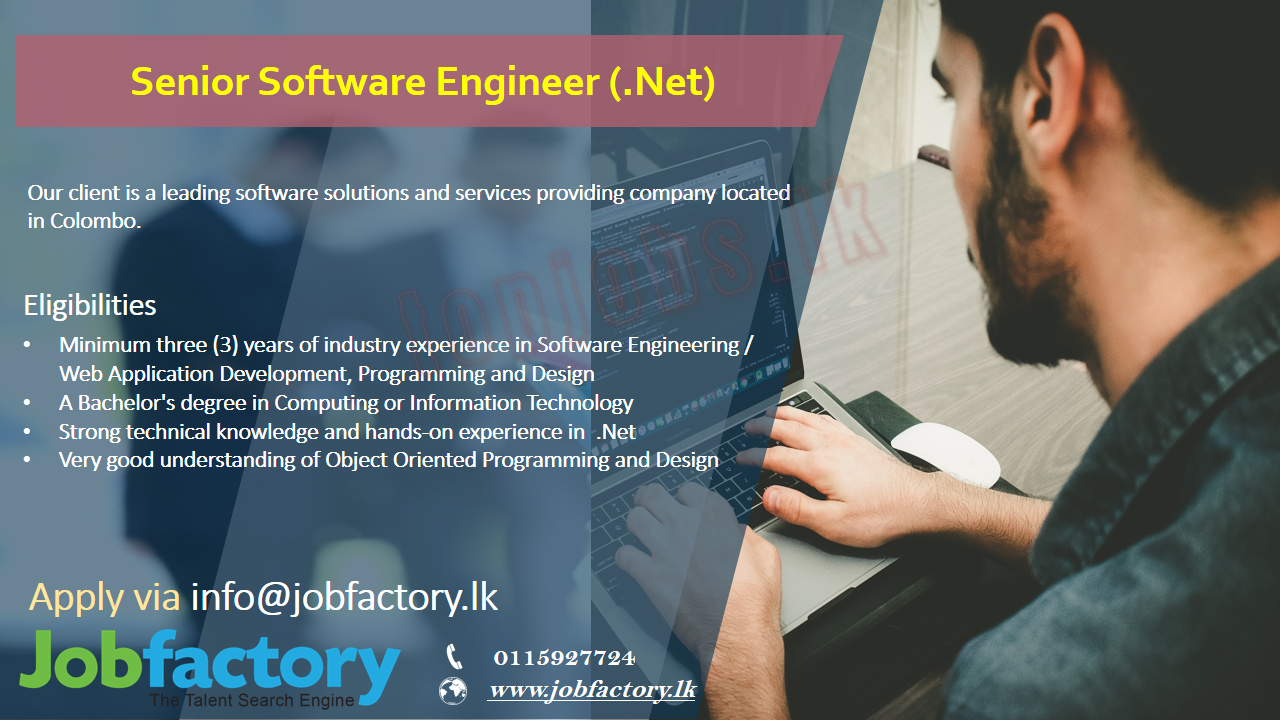 Senior Software Engineer (.Net)
Our client is a leading software solutions and services providing company located
in Colombo.
topjobs.lk
Eligibilities
• Minimum three (3) years of industry experience in Software Engineering /
Web Application Development, Programming and Design
• A Bachelor's degree in Computing or Information Technology
• Strong technical knowledge and hands-on experience in .Net
• Very good understanding of Object Oriented Programming and Design
Apply via info@jobfactory.lk
Jobfactory
The Talent Search Engine
0115927724
www.jobfactory.lk